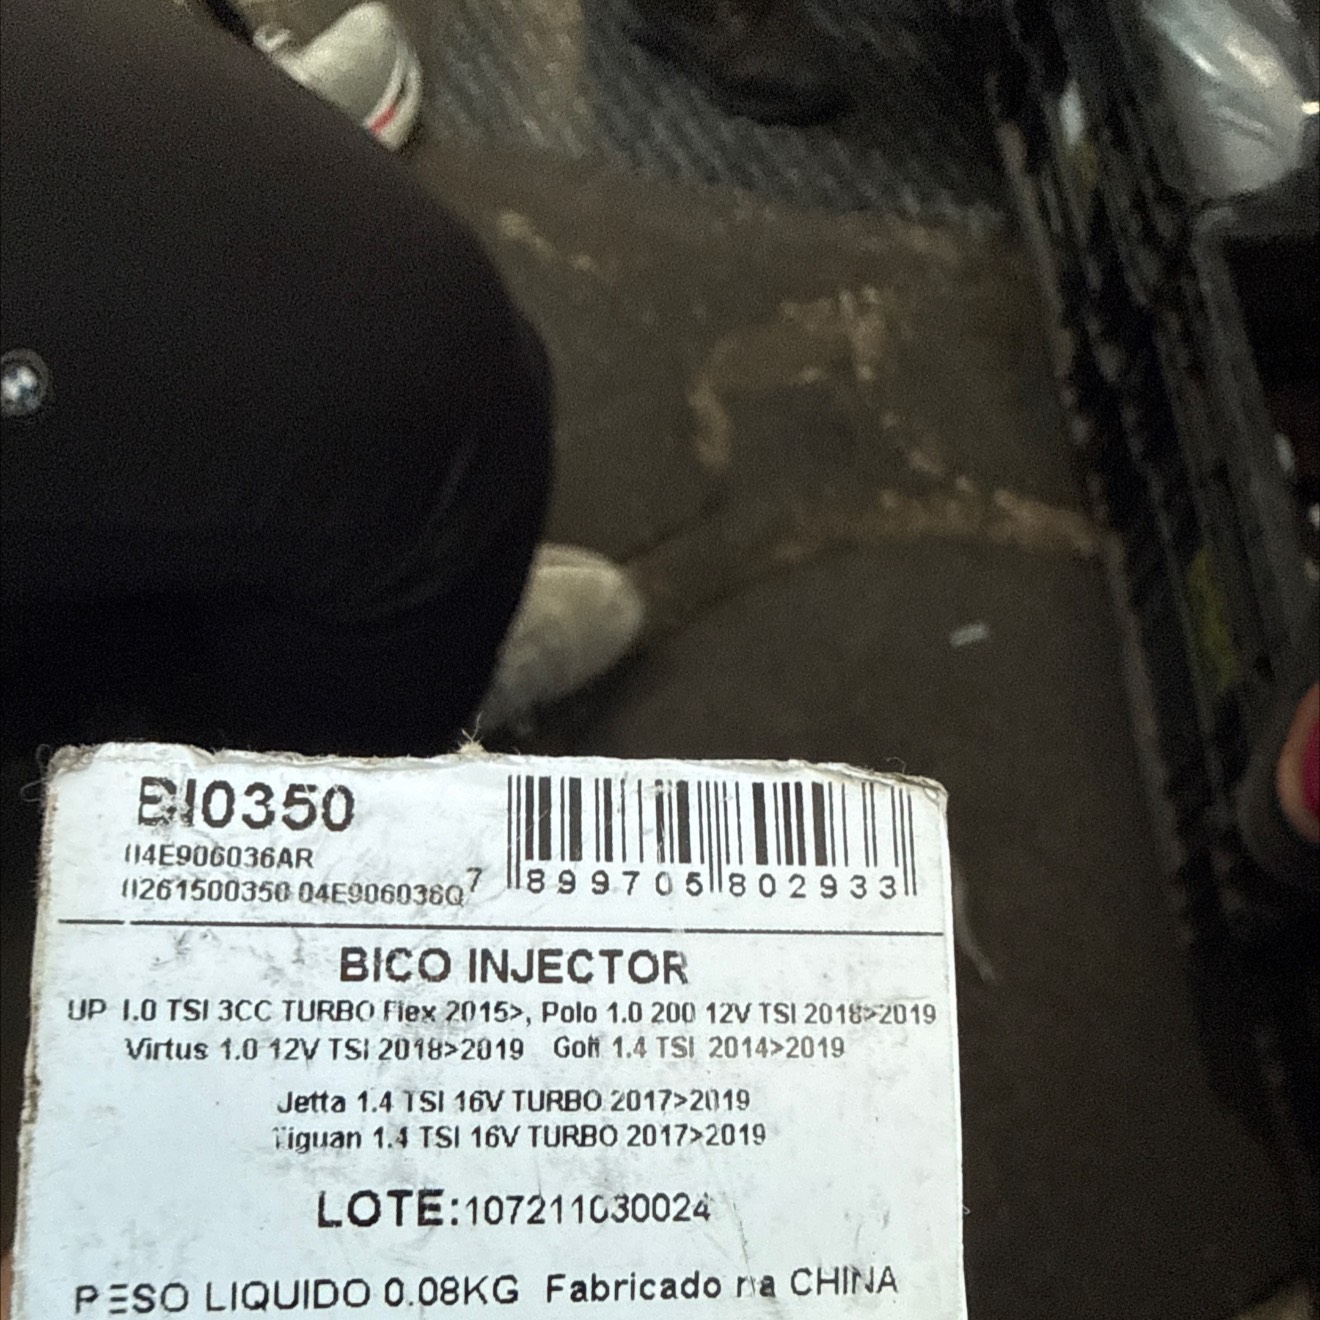 BI0350
04E906036AR
0261500350 04E906036Q
7 899705 802933
BICO INJECTOR
UP 1.0 TSI 3CC TURBO Flex 2015>, Polo 1.0 200 12V TSI 2018>2019
Virtus 1.0 12V TSI 2018>2019 Golf 1.4 TSI 2014>2019
Jetta 1.4 TSI 16V TURBO 2017>2019
Tiguan 1.4 TSI 16V TURBO 2017>2019
LOTE:107211030024
PESO LIQUIDO 0.08KG Fabricado na CHINA